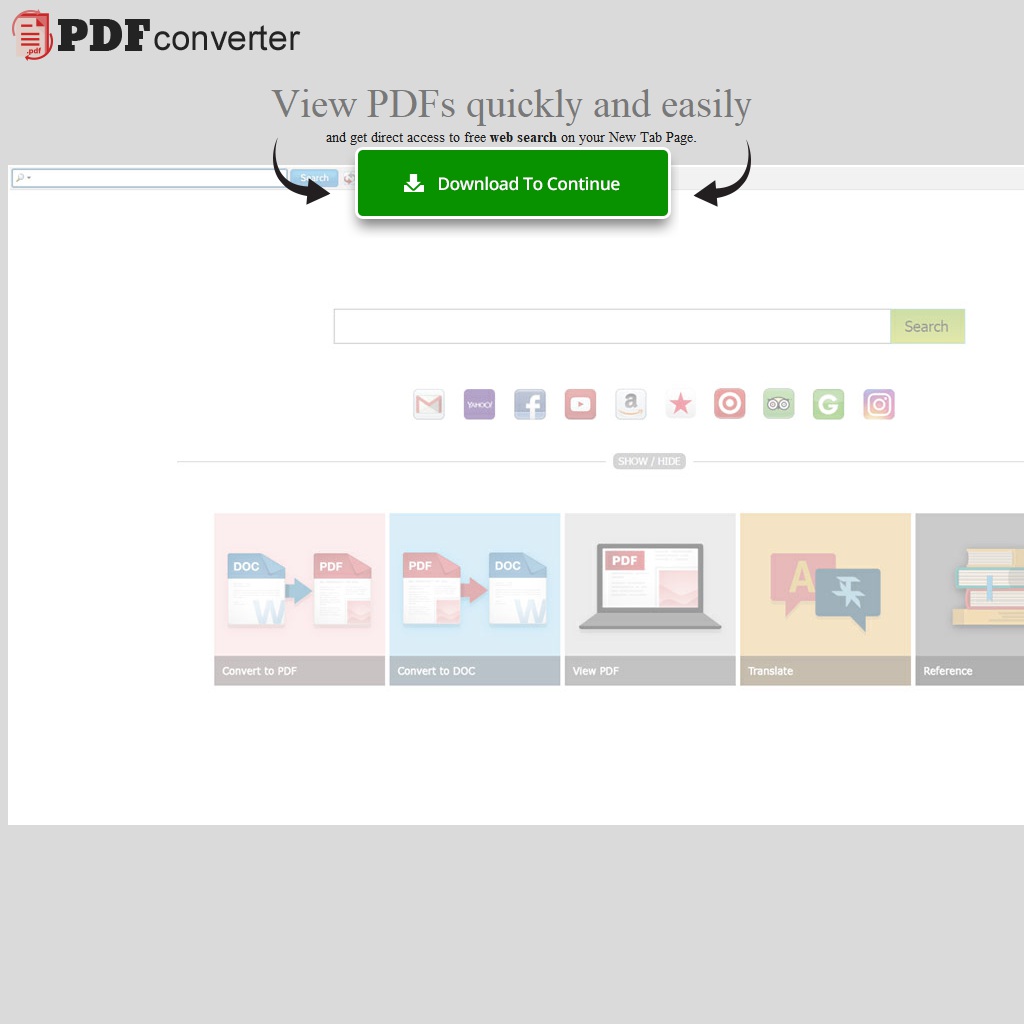 .pdf PDF converter
View PDFs quickly and easily
and get direct access to free web search on your New Tab Page.
Search
Download To Continue
Search
YAHOO!
SHOW / HIDE
DOC PDF
PDF DOC
PDF
A
W
W
Convert to PDF
Convert to DOC
View PDF
Translate
Reference